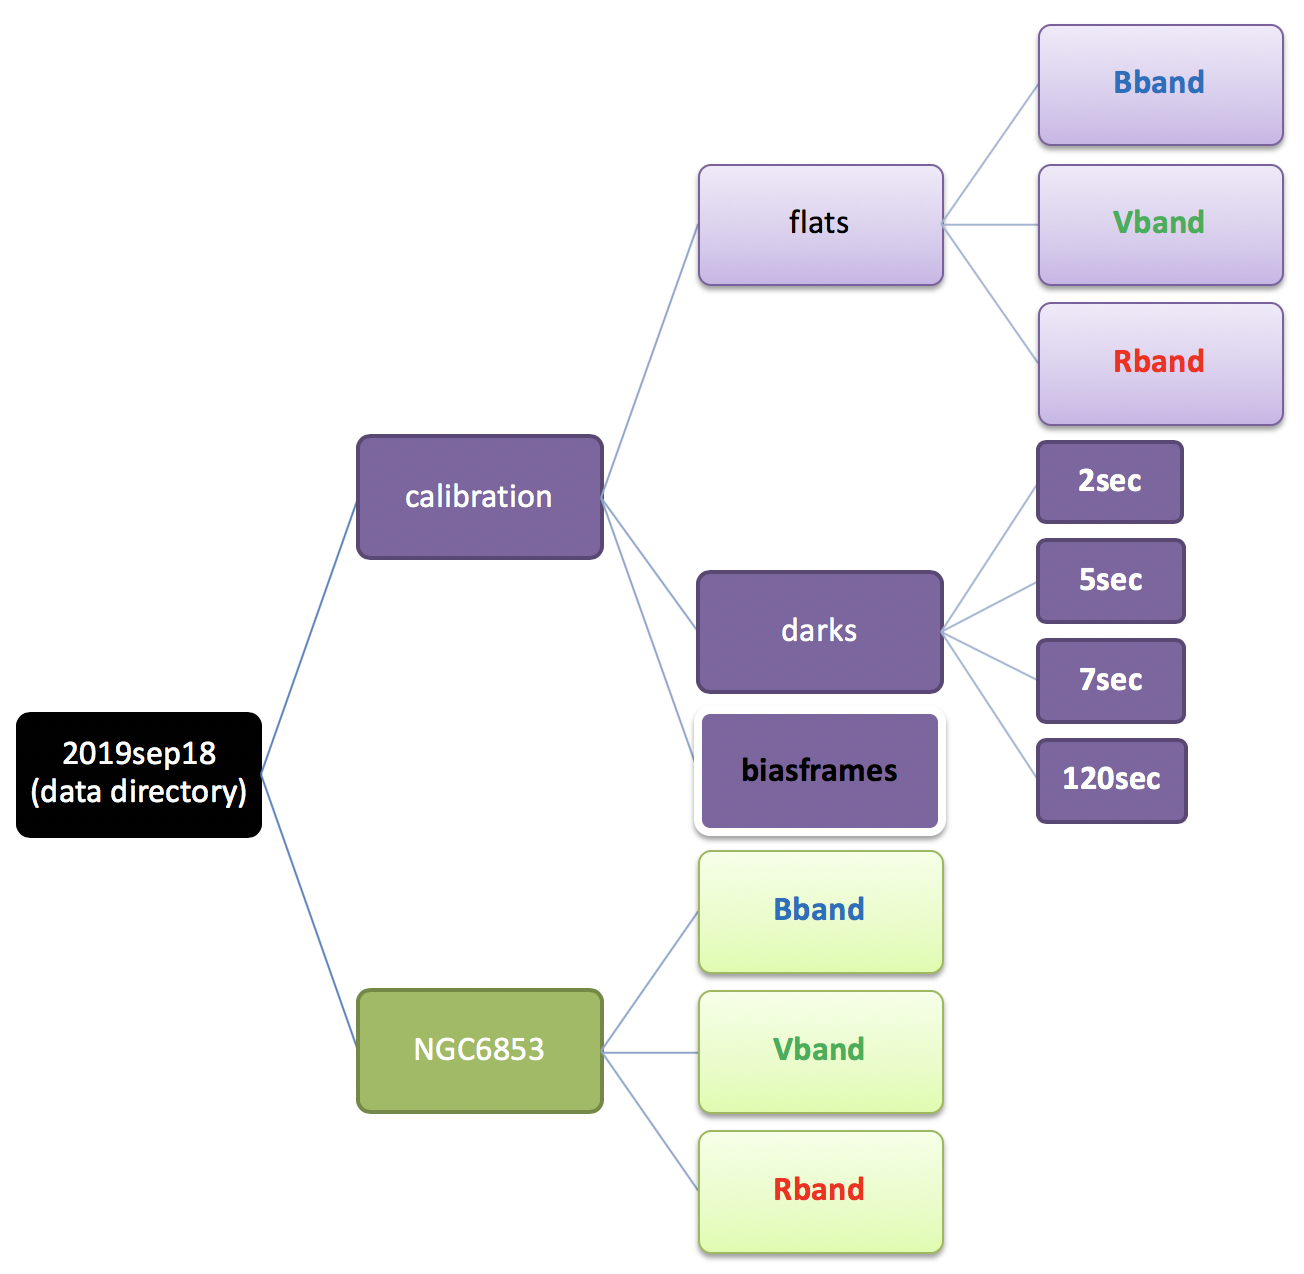 Bband
flats
Vband
Rband
calibration
2sec
5sec
darks
7sec
2019sep18
(data directory)
biasframes
120sec
Bband
NGC6853
Vband
Rband